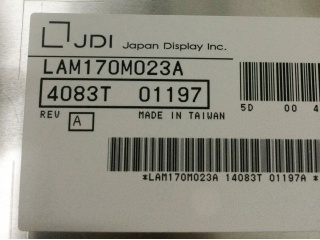 JDI Japan Display Inc.
LAM170M023A
4083T 01197
5D 00 4
REV A MADE IN TAIWAN
*LAM170M023A 14083T 01197A *